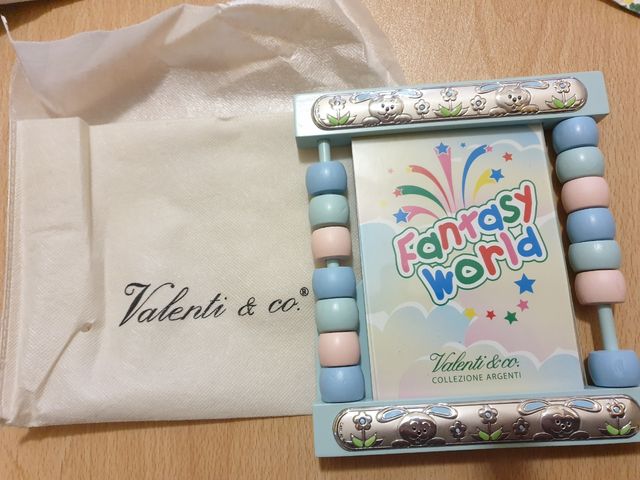 Valenti & co.®
Fantasy
World
Valenti & co.
COLLEZIONE ARGENTI